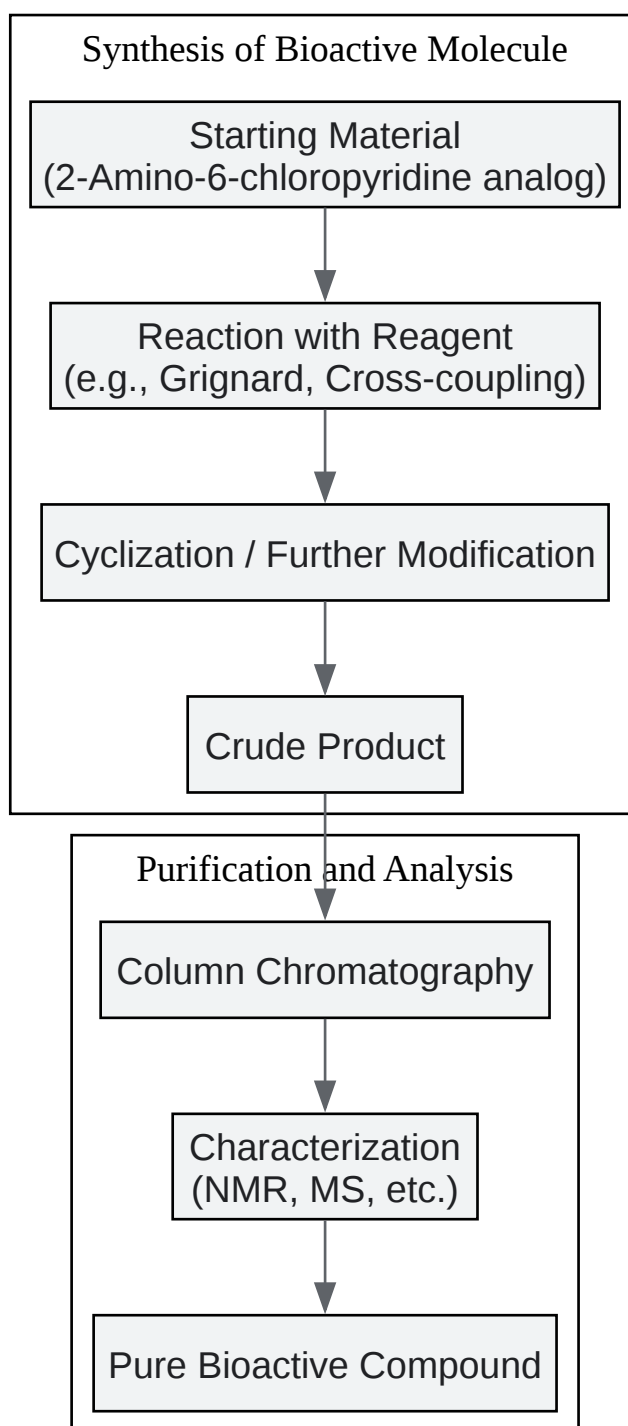 Synthesis of Bioactive Molecule
Starting Material
(2-Amino-6-chloropyridine analog)
Reaction with Reagent
(e.g., Grignard, Cross-coupling)
Cyclization / Further Modification
Crude Product
Purification and Analysis
Column Chromatography
Characterization
(NMR, MS, etc.)
Pure Bioactive Compound